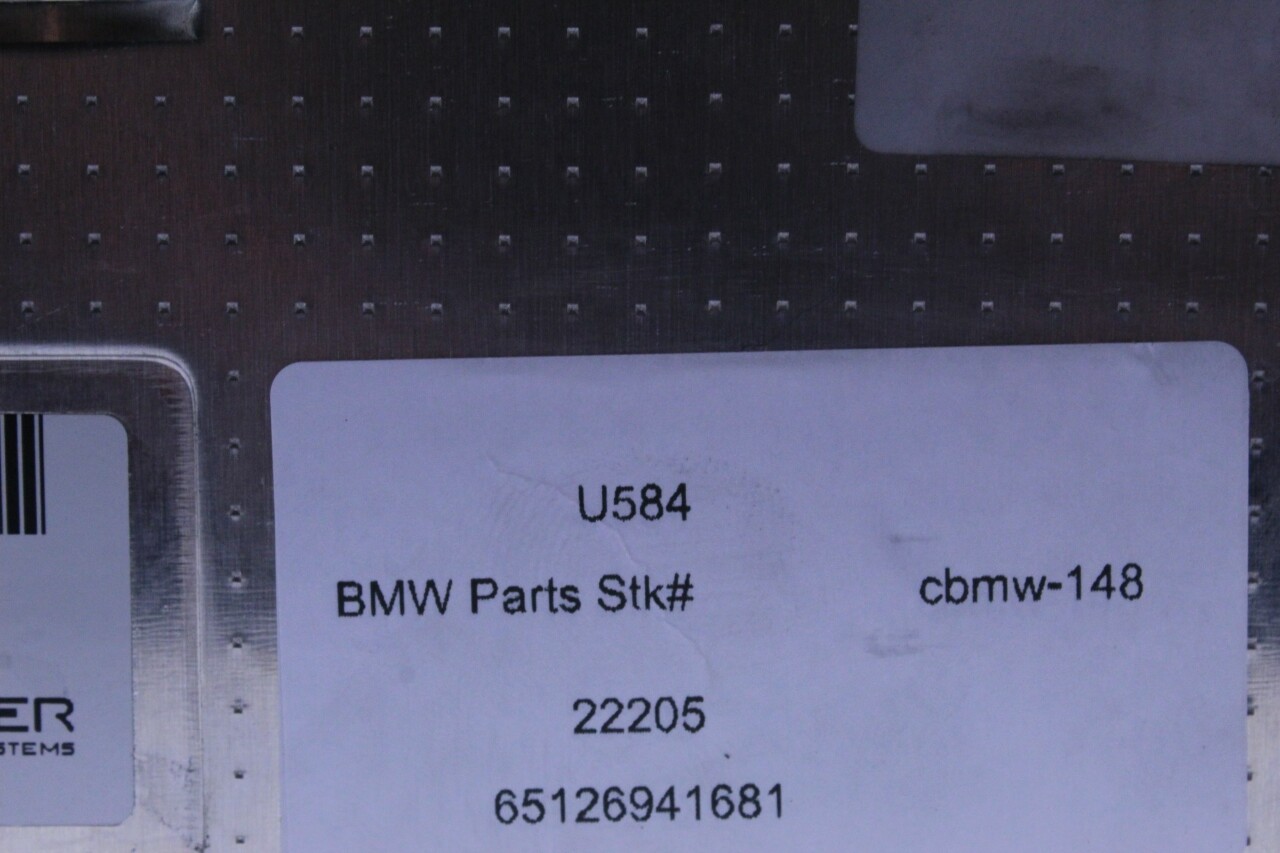 U584
BMW Parts Stk# cbmw-148
22205
65126941681
ER
STEMS